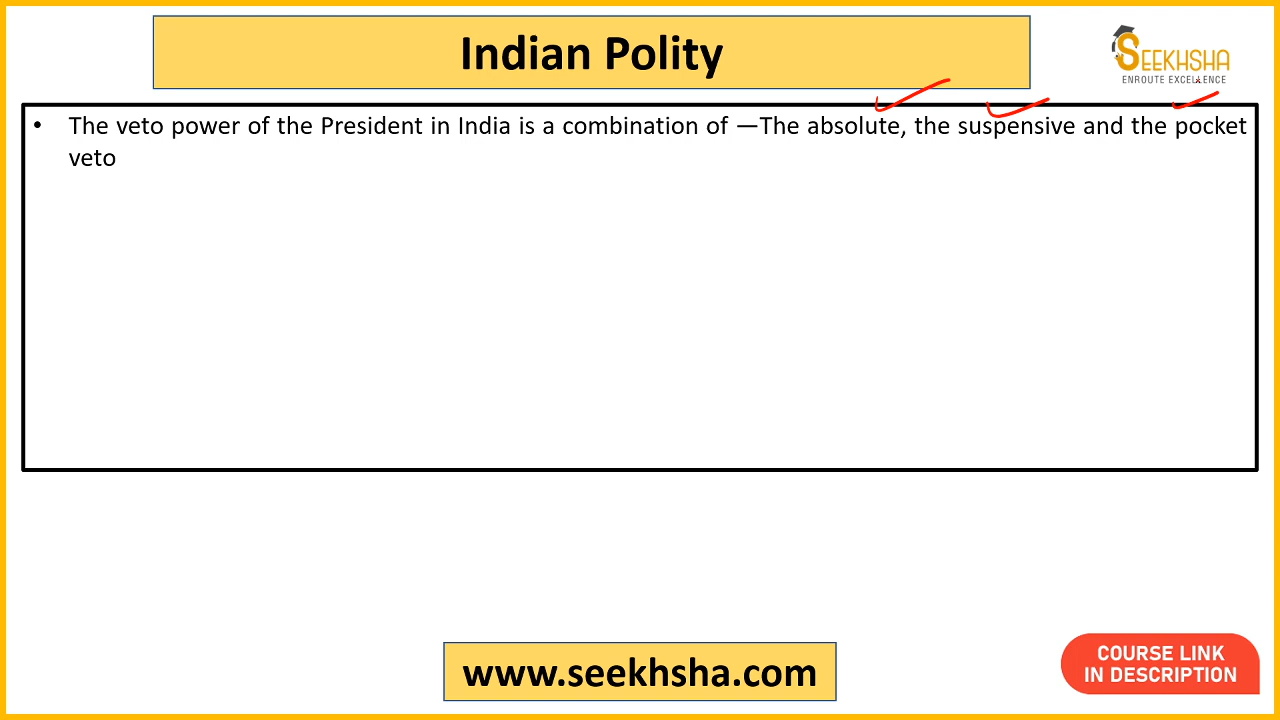 Indian Polity
SEEKHSHA
ENROUTE EXCELLENCE
• The veto power of the President in India is a combination of —The absolute, the suspensive and the pocket
veto
www.seekhsha.com
COURSE LINK
IN DESCRIPTION